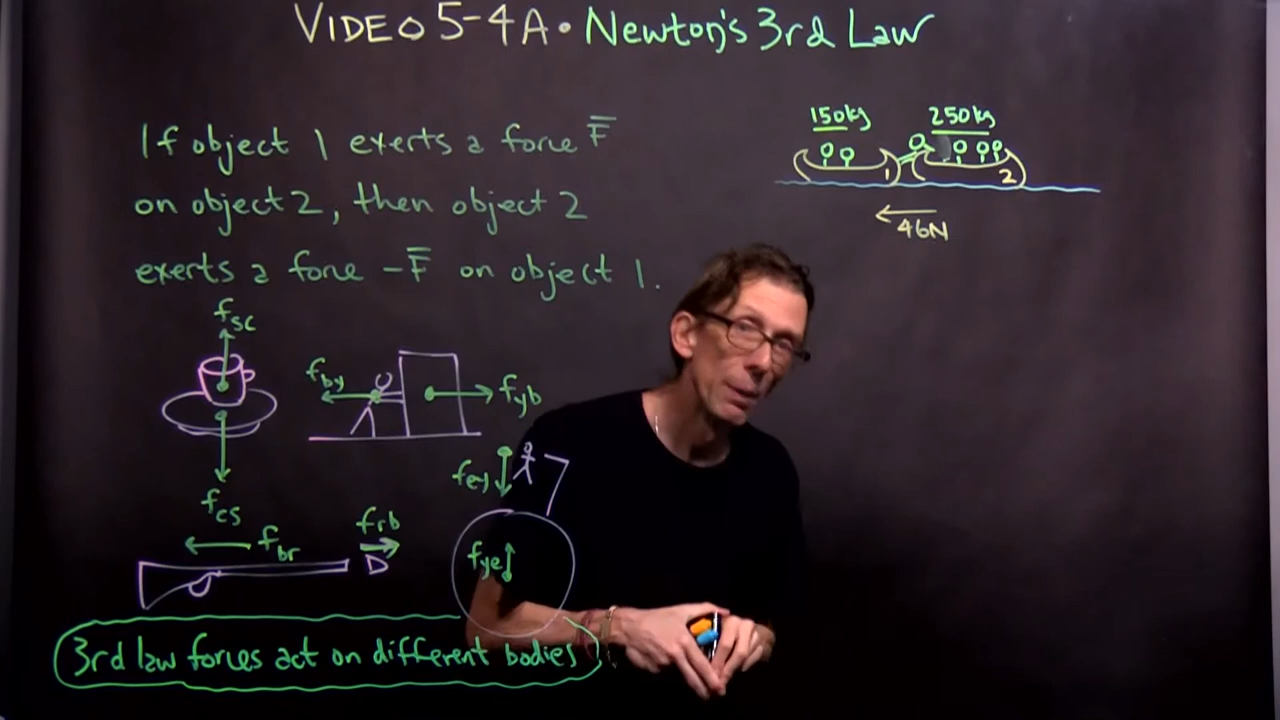 VIDEO 5-4A • Newton's 3rd Law
If object 1 exerts a force F̅
on object 2, then object 2
exerts a force -F̅ on object 1.
150kg 250kg
1 2
46N
fsc
fcs
fby fyb
fey
fye
fbr frb
3rd law forces act on different bodies